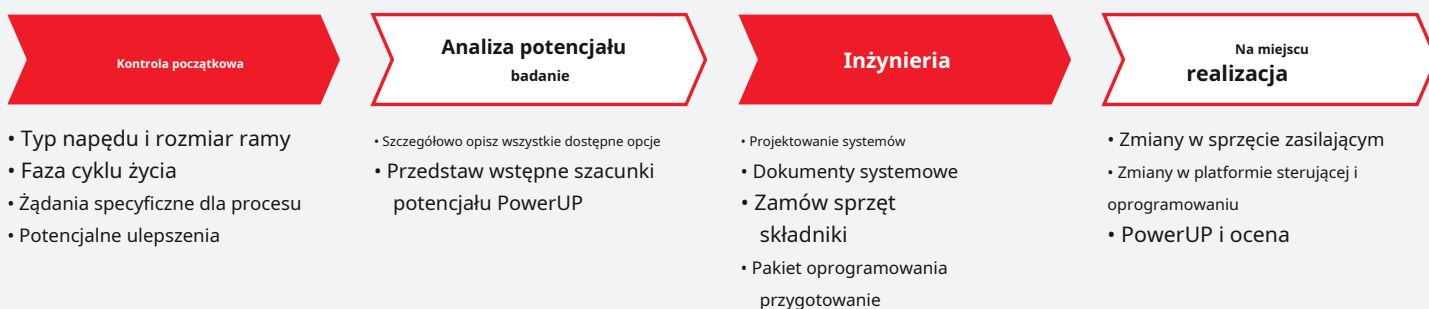 Kontrola początkowa
• Typ napędu i rozmiar ramy
• Faza cyklu życia
• Żądania specyficzne dla procesu
• Potencjalne ulepszenia
Analiza potencjału
badanie
• Szczegółowo opisz wszystkie dostępne opcje
• Przedstaw wstępne szacunki
potencjału PowerUP
Inżynieria
• Projektowanie systemów
• Dokumenty systemowe
• Zamów sprzęt
składniki
• Pakiet oprogramowania
przygotowanie
Na miejscu
realizacja
• Zmiany w sprzęcie zasilającym
• Zmiany w platformie sterującej i
oprogramowaniu
• PowerUP i ocena